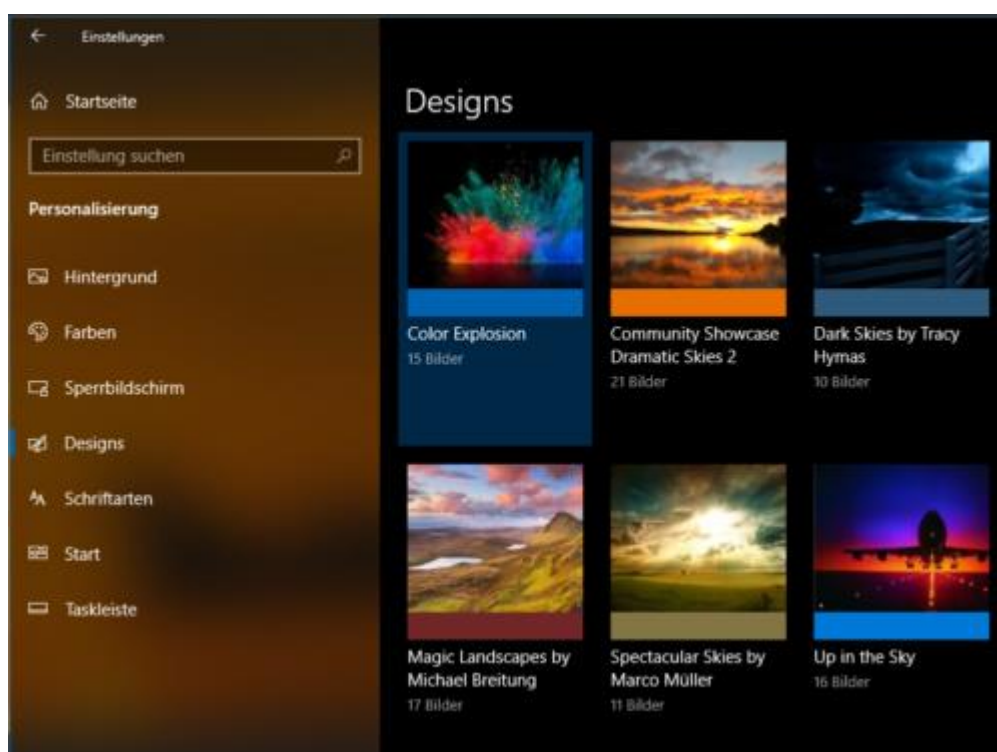 Einstellungen
Startseite
Einstellung suchen
Personalisierung
Hintergrund
Farben
Sperrbildschirm
Designs
Schriftarten
Start
Taskleiste
Designs
Color Explosion
15 Bilder
Community Showcase
Dramatic Skies 2
21 Bilder
Dark Skies by Tracy
Hymas
10 Bilder
Magic Landscapes by
Michael Breitung
17 Bilder
Spectacular Skies by
Marco Müller
11 Bilder
Up in the Sky
16 Bilder